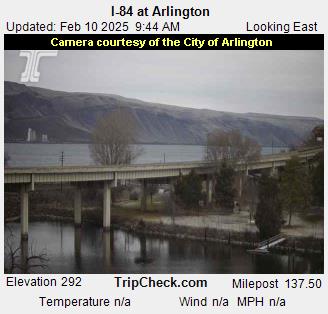 I-84 at Arlington
Updated: Feb 10 2025 9:44 AM Looking East
Camera courtesy of the City of Arlington
Elevation 292 TripCheck.com Milepost 137.50
Temperature n/a Wind n/a MPH n/a